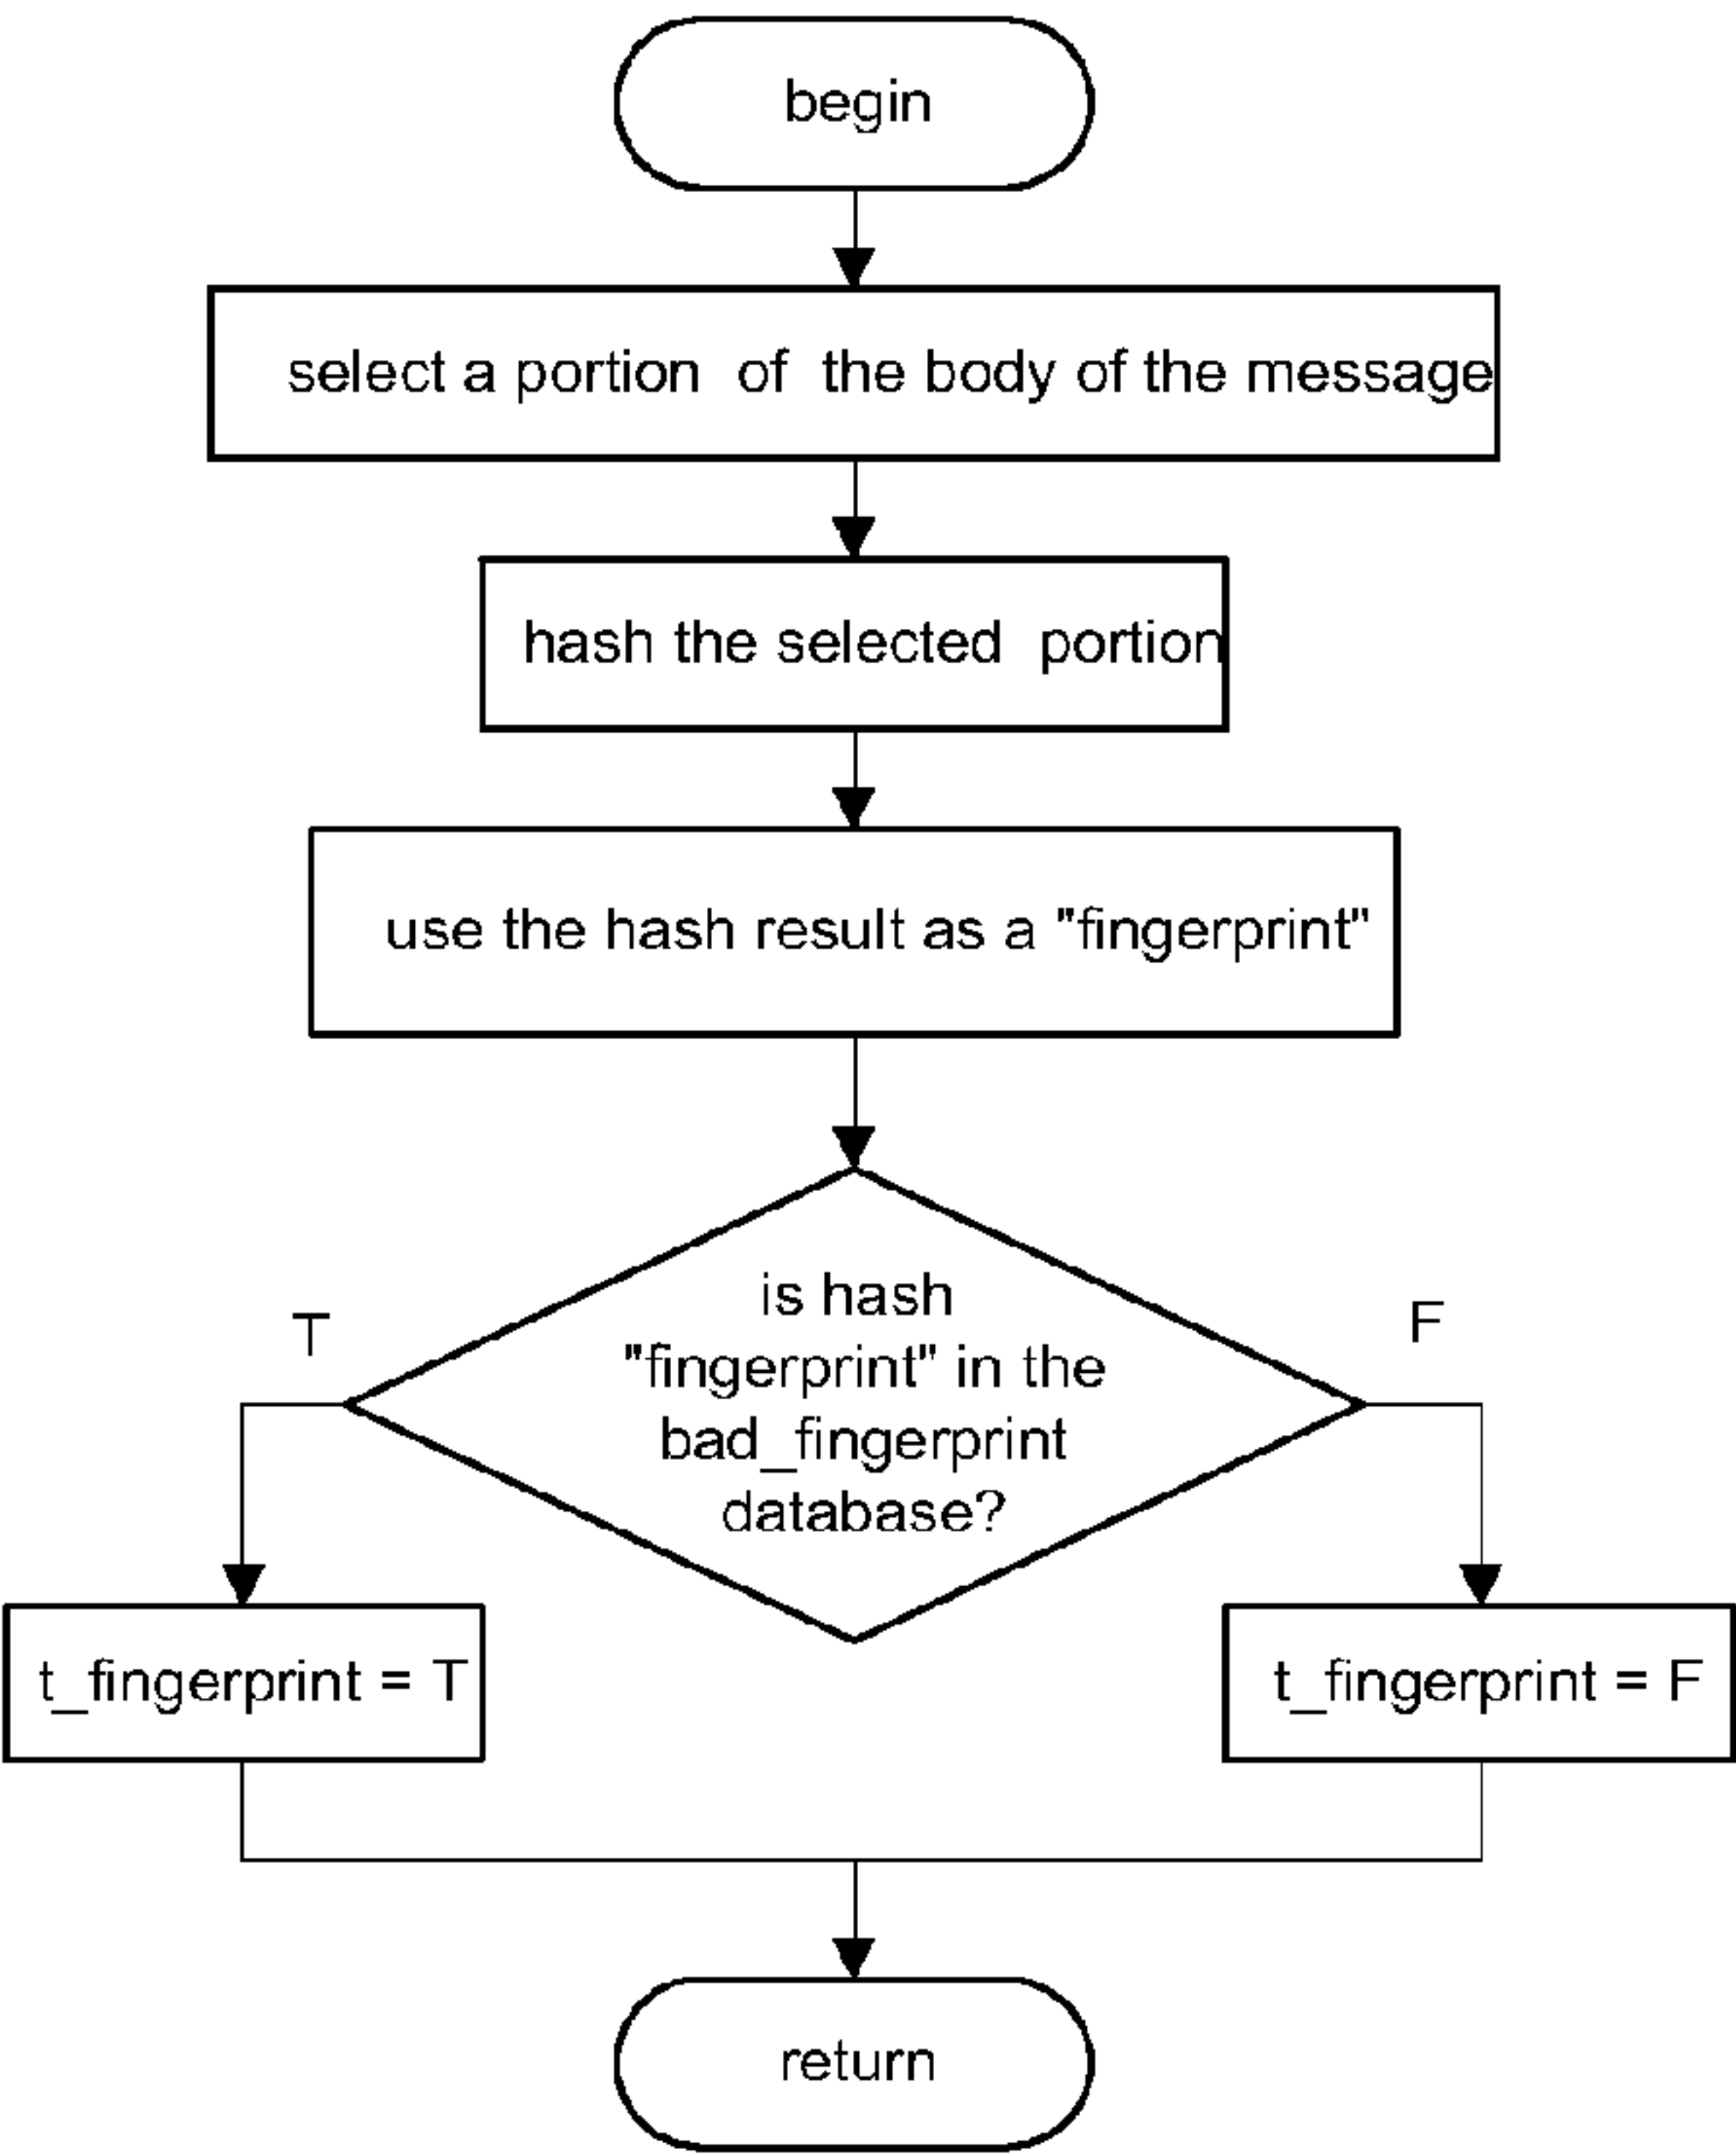 begin
select a portion of the body of the message
hash the selected portion
use the hash result as a "fingerprint"
is hash
"fingerprint" in the
bad_fingerprint
database?
T
F
t_fingerprint = T
t_fingerprint = F
return